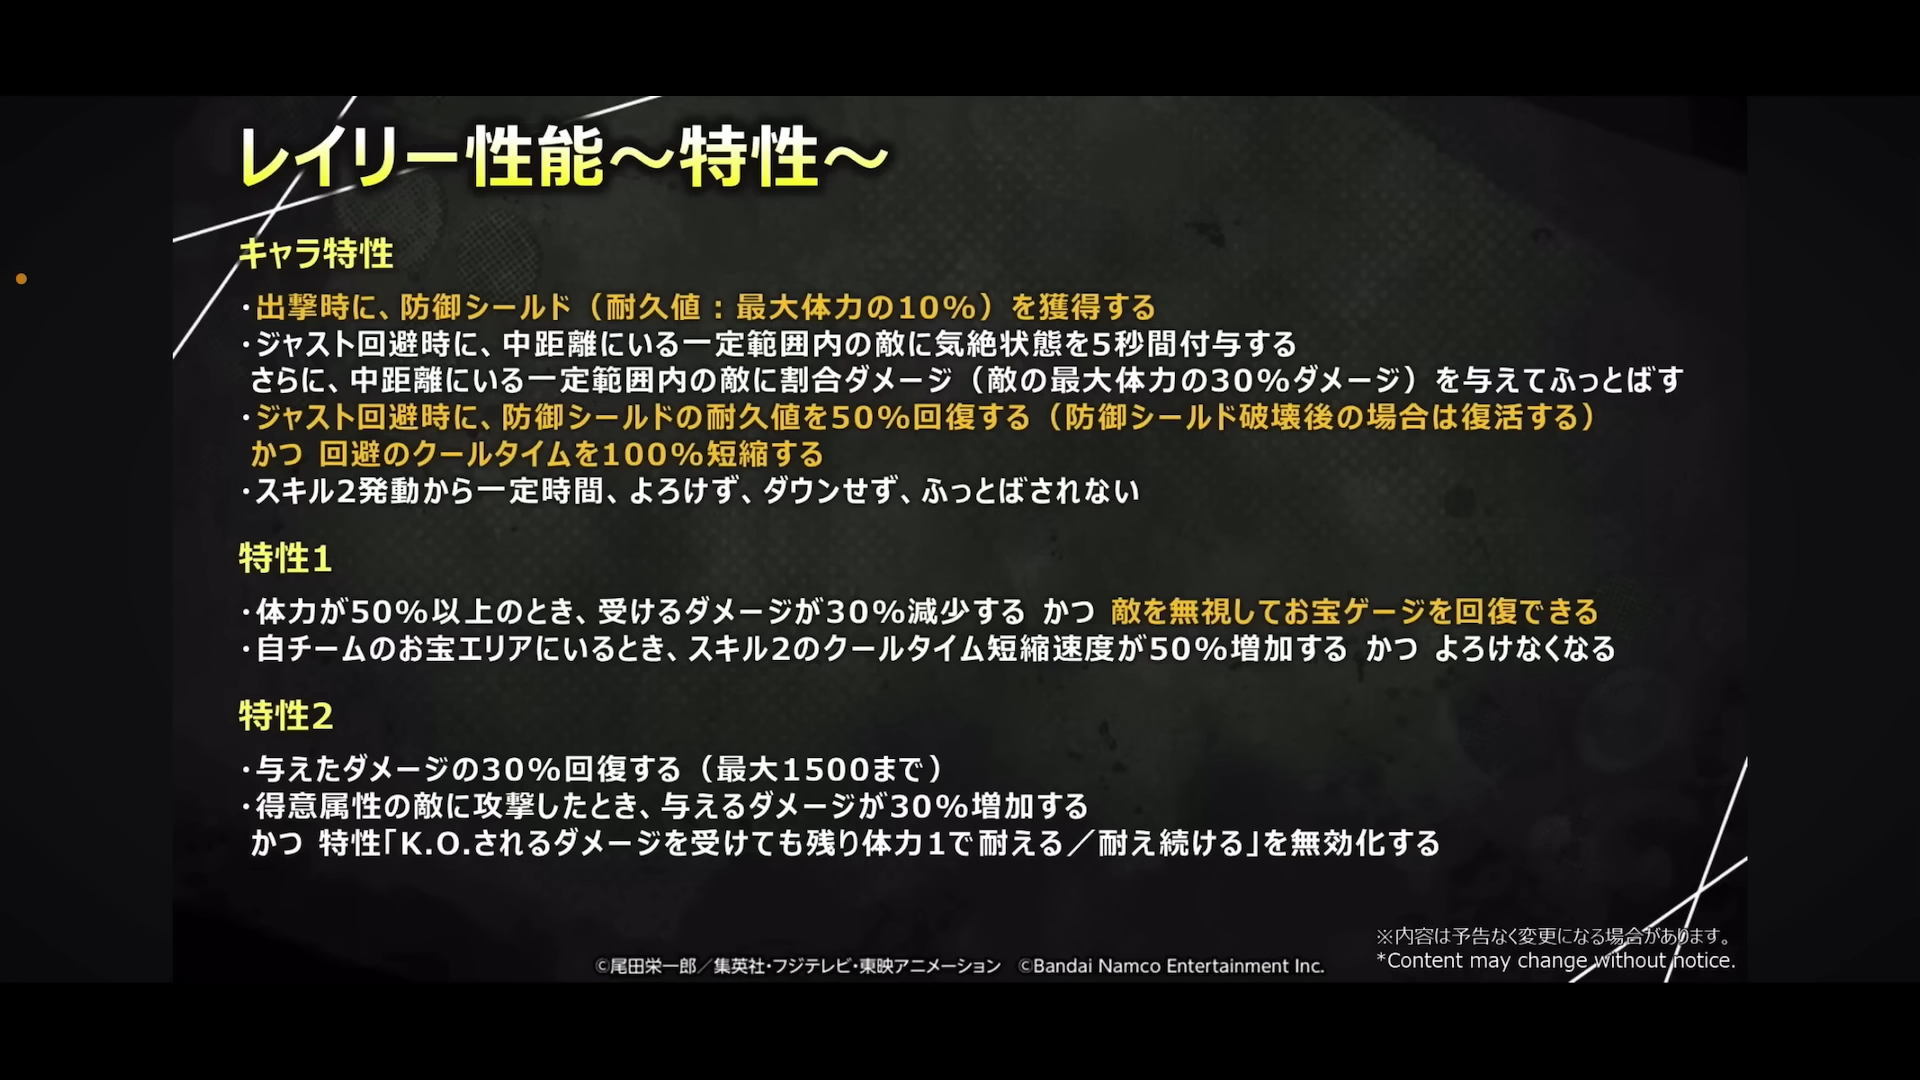 レイリー性能～特性～
キャラ特性
・出撃時に、防御シールド（耐久値：最大体力の10%）を獲得する
・ジャスト回避時に、中距離にいる一定範囲内の敵に気絶状態を5秒間付与する
さらに、中距離にいる一定範囲内の敵に割合ダメージ（敵の最大体力の30%ダメージ）を与えてふっとばす
・ジャスト回避時に、防御シールドの耐久値を50%回復する（防御シールド破壊後の場合は復活する）
かつ 回避のクールタイムを100%短縮する
・スキル2発動から一定時間、よろけず、ダウンせず、ふっとばされない
特性1
・体力が50%以上のとき、受けるダメージが30%減少する かつ 敵を無視してお宝ゲージを回復できる
・自チームのお宝エリアにいるとき、スキル2のクールタイム短縮速度が50%増加する かつ よろけなくなる
特性2
・与えたダメージの30%回復する（最大1500まで）
・得意属性の敵に攻撃したとき、与えるダメージが30%増加する
かつ 特性「K.O.されるダメージを受けても残り体力1で耐える／耐え続ける」を無効化する
※内容は予告なく変更になる場合があります。
*Content may change without notice.
©尾田栄一郎／集英社・フジテレビ・東映アニメーション ©Bandai Namco Entertainment Inc.